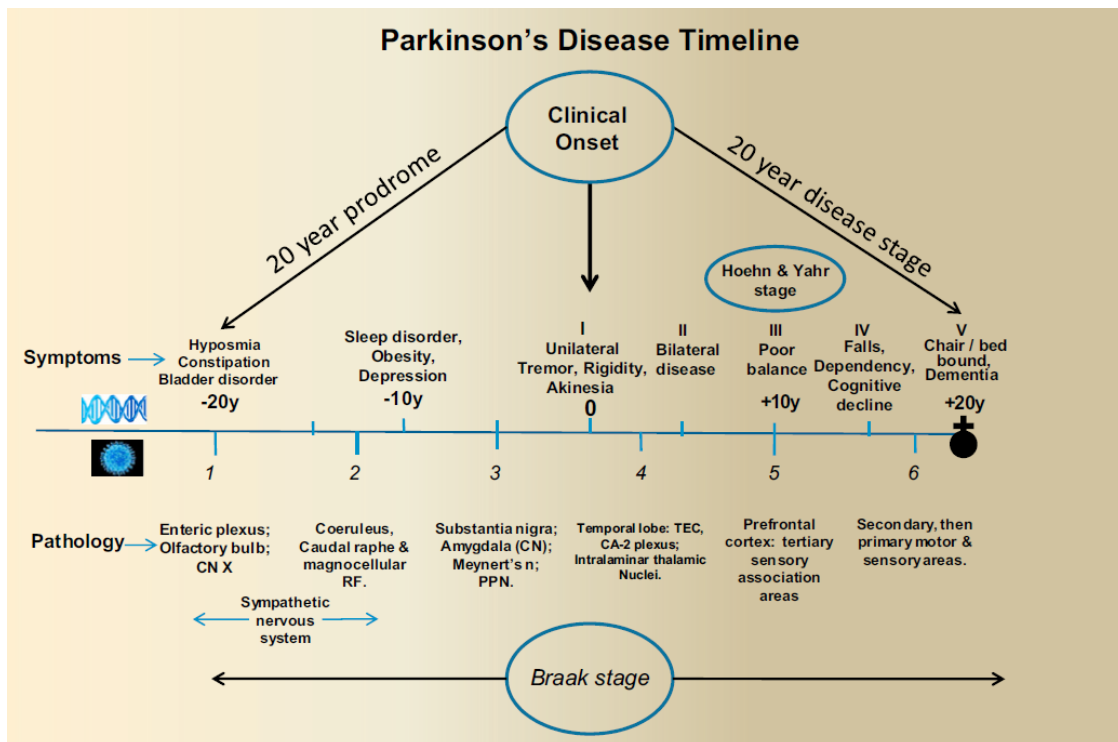 Parkinson’s Disease Timeline
Clinical
Onset
20 year prodrome
20 year disease stage
Hoehn & Yahr
stage
Symptoms
Hyposmia
Constipation
Bladder disorder
-20y
Sleep disorder,
Obesity,
Depression
-10y
I
Unilateral
Tremor, Rigidity,
Akinesia
0
II
Bilateral
disease
III
Poor
balance
+10y
IV
Falls,
Dependency,
Cognitive
decline
V
Chair / bed
bound,
Dementia
+20y
1
2
3
4
5
6
Pathology
Enteric plexus;
Olfactory bulb;
CN X
Coeruleus,
Caudal raphe &
magnocellular
RF.
Substantia nigra;
Amygdala (CN);
Meynert’s n;
PPN.
Temporal lobe: TEC,
CA-2 plexus;
Intralaminar thalamic
Nuclei.
Prefrontal
cortex: tertiary
sensory
association
areas
Secondary, then
primary motor &
sensory areas.
Sympathetic
nervous
system
Braak stage